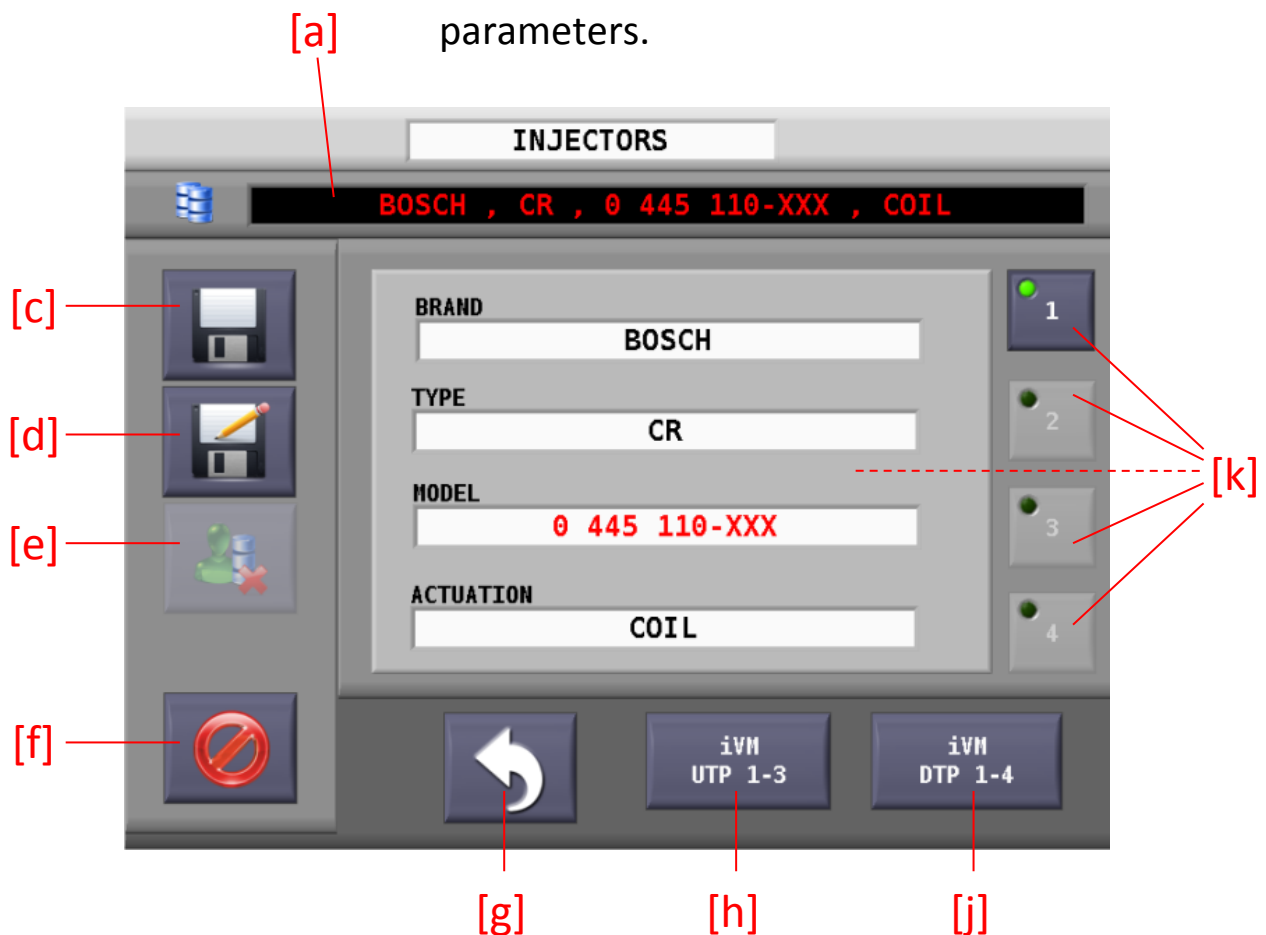 [a] parameters.
INJECTORS
BOSCH , CR , 0 445 110-XXX , COIL
[c]
BRAND
BOSCH
1
[d]
TYPE
CR
2
[k]
MODEL
0 445 110-XXX
3
[e]
ACTUATION
COIL
4
[f]
iVM
UTP 1-3
iVM
DTP 1-4
[g] [h] [j]